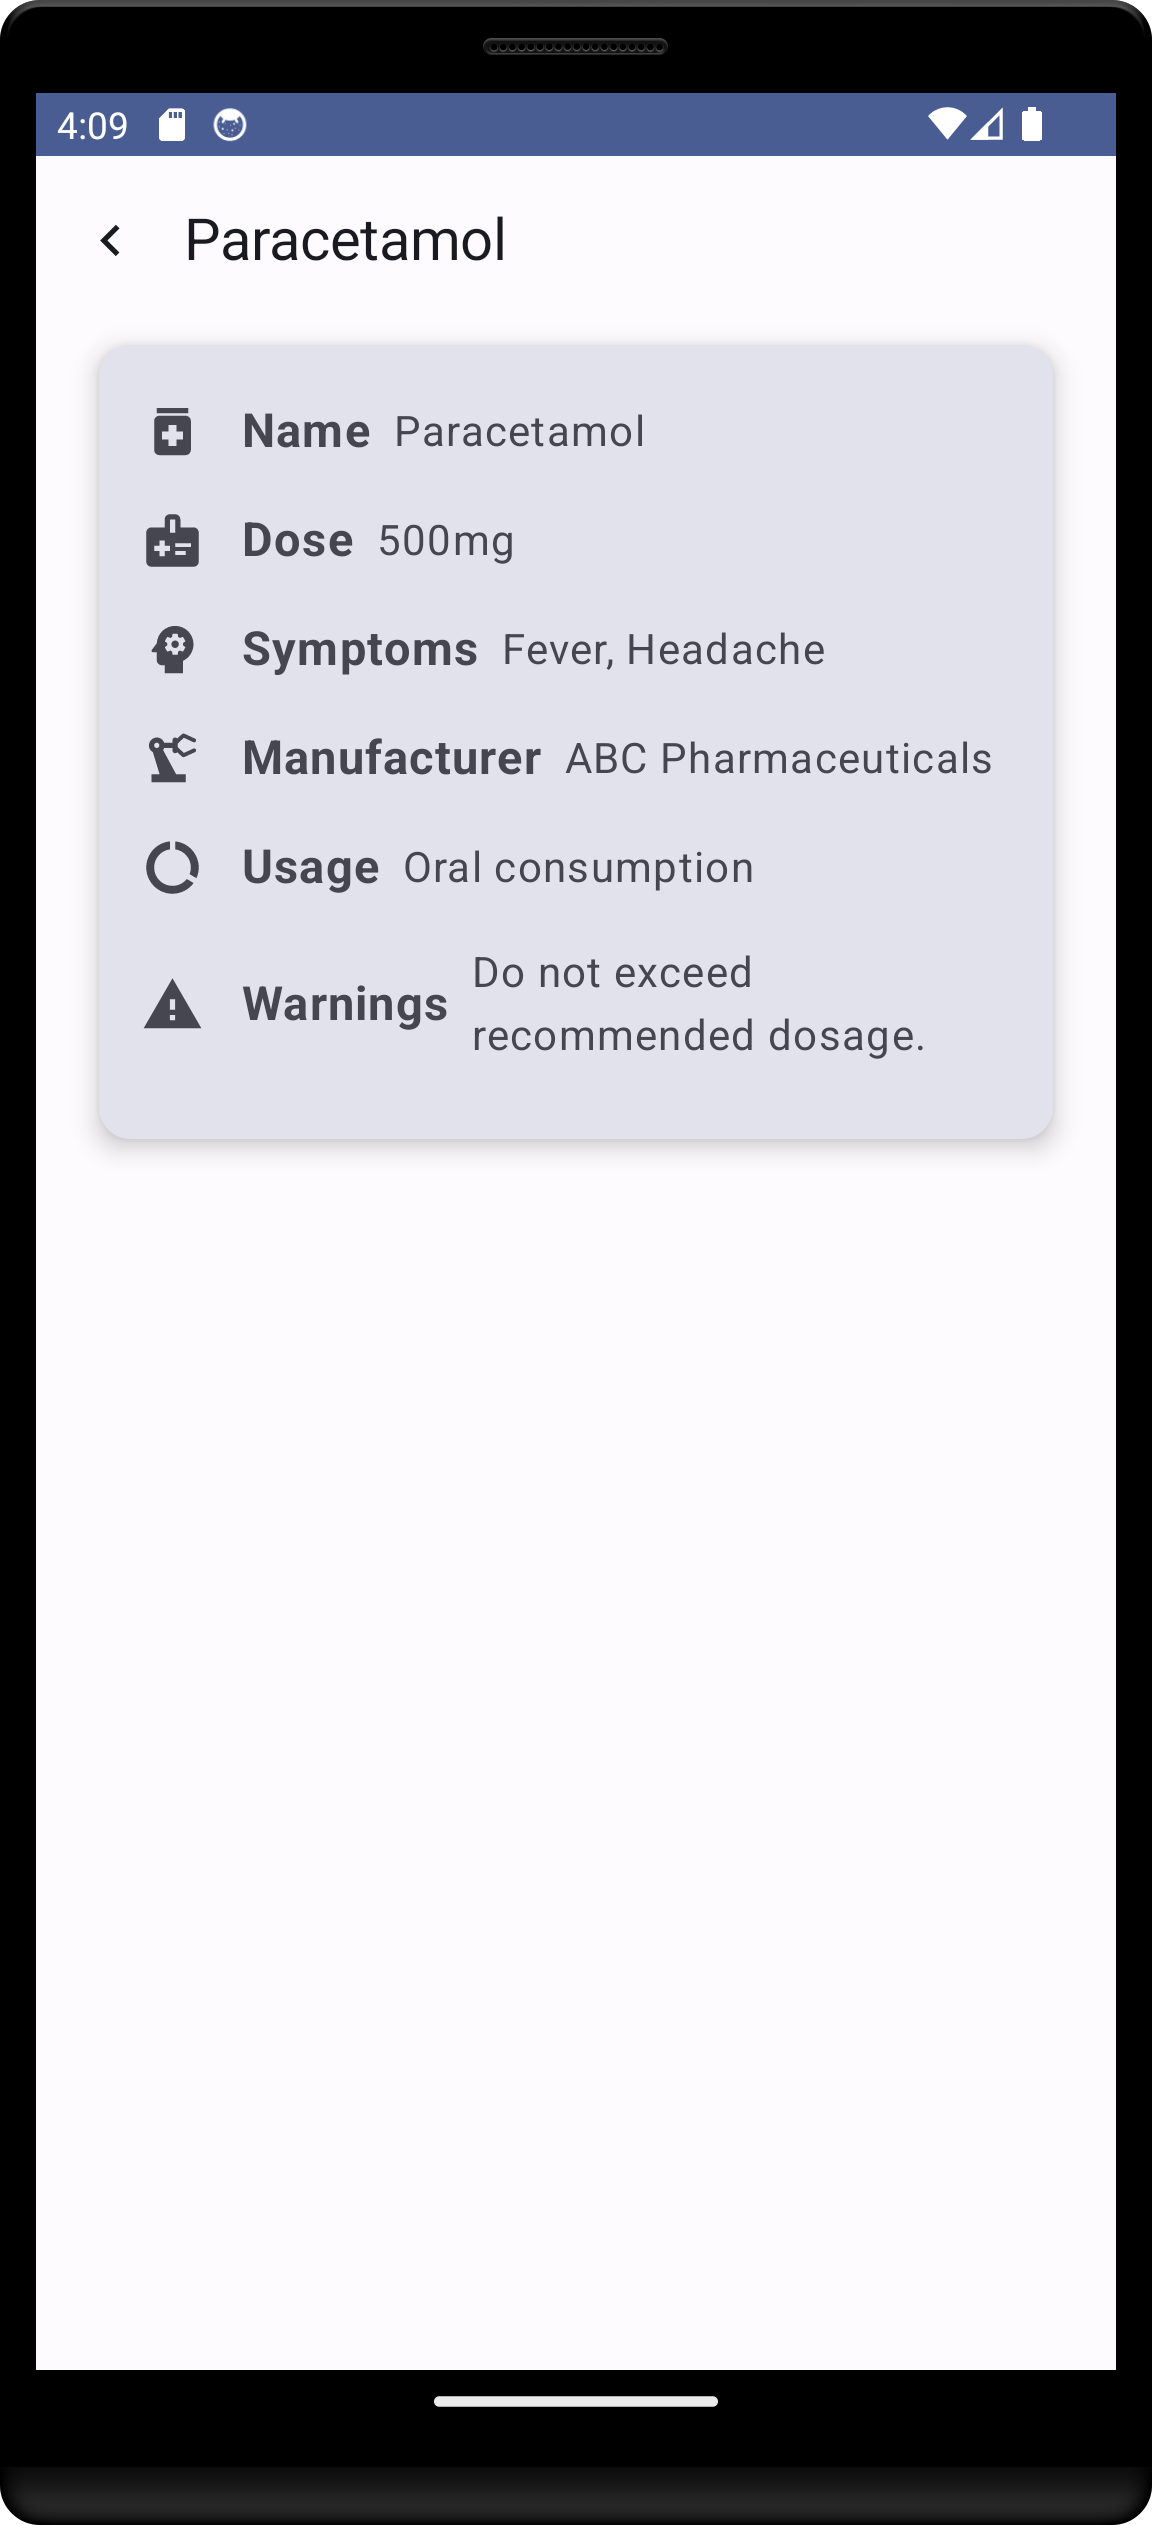 4:09
Paracetamol
Name Paracetamol
Dose 500mg
Symptoms Fever, Headache
Manufacturer ABC Pharmaceuticals
Usage Oral consumption
Warnings Do not exceed
recommended dosage.